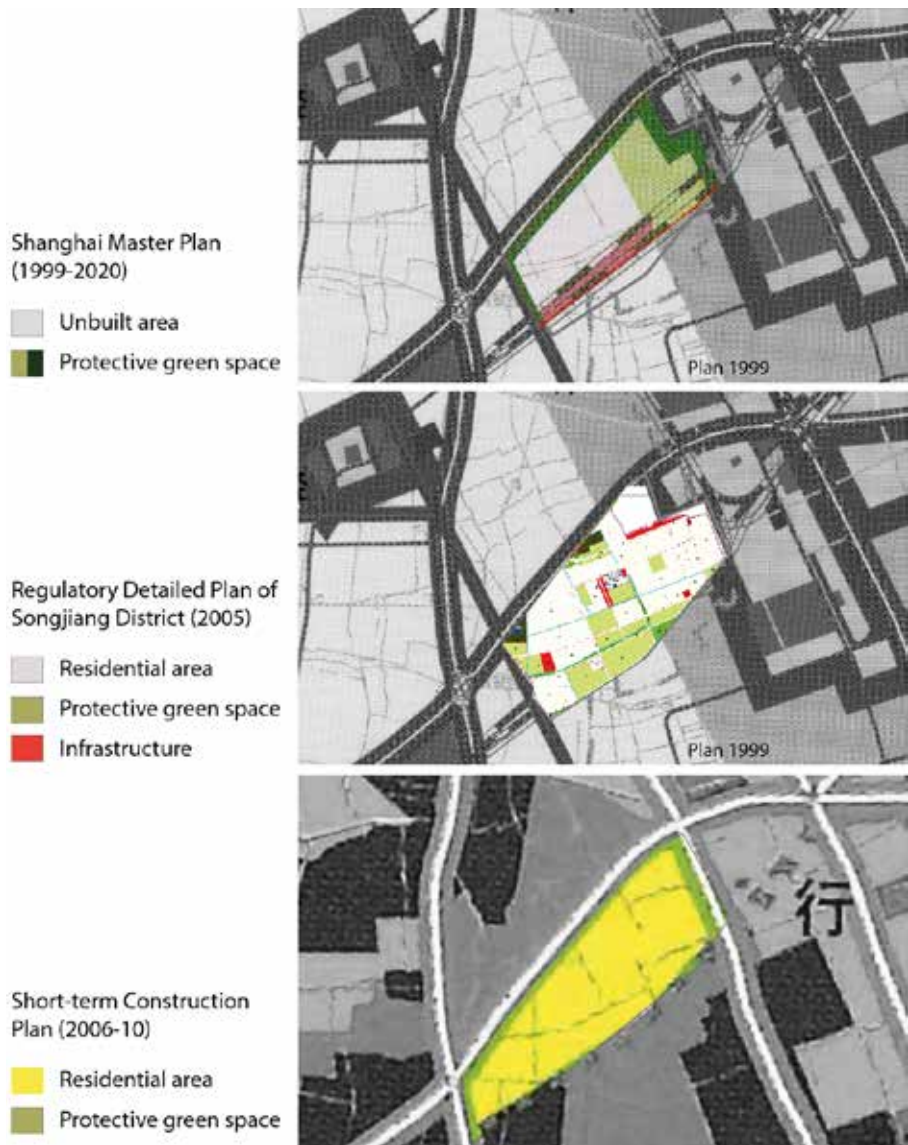 Shanghai Master Plan
(1999-2020)
Unbuilt area
Protective green space
Plan 1999
Regulatory Detailed Plan of
Songjiang District (2005)
Residential area
Protective green space
Infrastructure
Plan 1999
行
Short-term Construction
Plan (2006-10)
Residential area
Protective green space